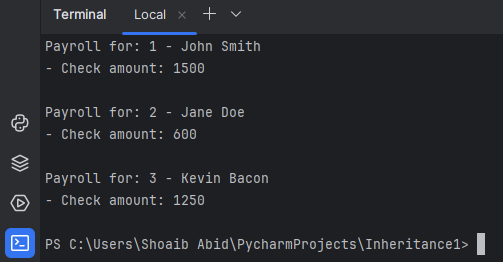 Terminal Local
Payroll for: 1 - John Smith
- Check amount: 1500
Payroll for: 2 - Jane Doe
- Check amount: 600
Payroll for: 3 - Kevin Bacon
- Check amount: 1250
PS C:\Users\Shoaib Abid\PycharmProjects\Inheritance1>